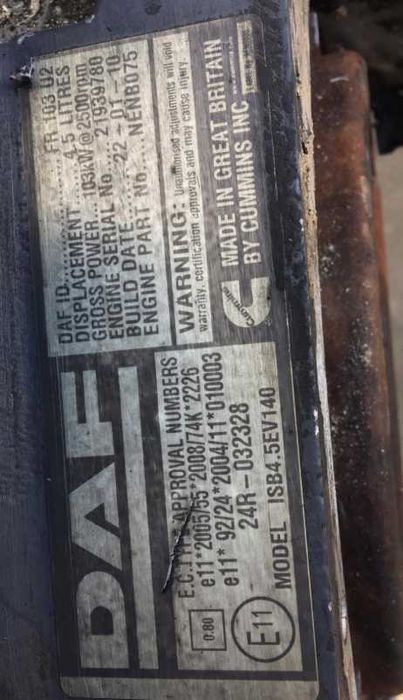 DAF
DAF ID.................FR 103 U2
DISPLACEMENT.......4.5 LITRES
GROSS POWER...103KW@2500rpm
ENGINE SERIAL No....21939780
BUILD DATE.........22 -01 -10
ENGINE PART No...NENB075
WARNING: Unauthorised adjustments will void
warranty, certification approvals and may cause injury.
Cummins
MADE IN GREAT BRITAIN
BY CUMMINS INC
E.C. APPROVAL NUMBERS
e11*2005/55*2008/74K*2226
e11* 92/24*2004/11*010003
24R-032328
0.80
E11
MODEL ISB4.5EV140